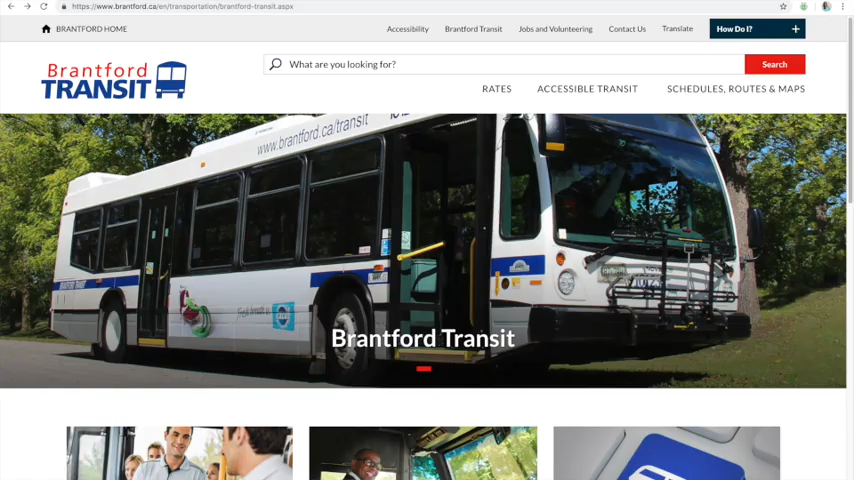 https://www.brantford.ca/en/transportation/brantford-transit.aspx
BRANTFORD HOME
Accessibility
Brantford Transit
Jobs and Volunteering
Contact Us
Translate
How Do I?
+
Brantford
TRANSIT
What are you looking for?
Search
RATES
ACCESSIBLE TRANSIT
SCHEDULES, ROUTES & MAPS
www.brantford.ca/transit
BRANTFORD TRANSIT
Brantford Transit